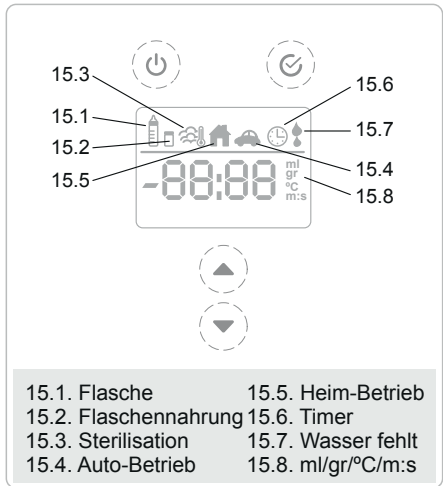 15.3
15.6
15.1
15.7
15.2
15.4
15.5
15.8
-88:88
ml
gr
ºC
m:s
15.1. Flasche
15.2. Flaschennahrung
15.3. Sterilisation
15.4. Auto-Betrieb
15.5. Heim-Betrieb
15.6. Timer
15.7. Wasser fehlt
15.8. ml/gr/ºC/m:s